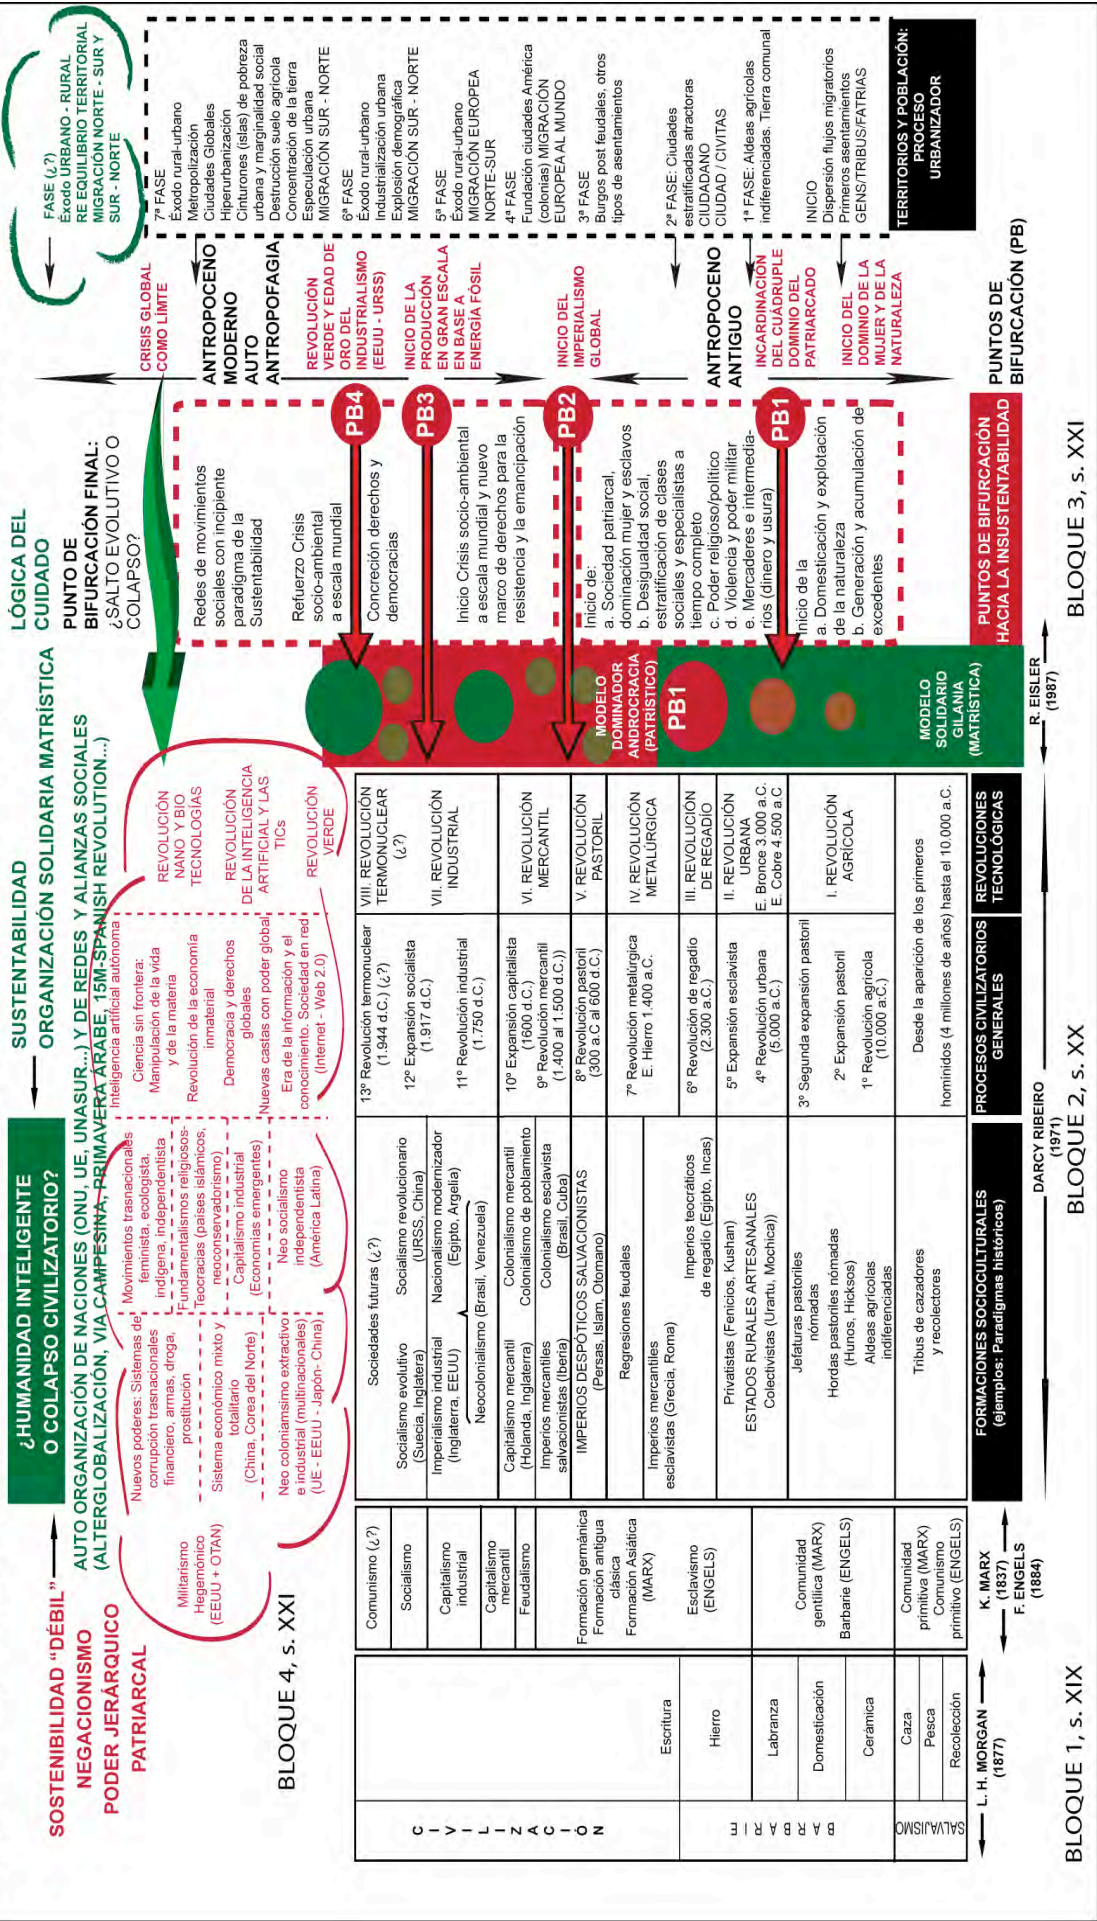 SOSTENIBILIDAD “DÉBIL”
NEGACIONISMO
PODER JERÁRQUICO
PATRIARCAL
¿HUMANIDAD INTELIGENTE
O COLAPSO CIVILIZATORIO?
SUSTENTABILIDAD
ORGANIZACIÓN SOLIDARIA MATRÍSTICA
LÓGICA DEL
CUIDADO
AUTO ORGANIZACIÓN DE NACIONES (ONU, UE, UNASUR...) Y DE REDES Y ALIANZAS SOCIALES
(ALTERGLOBALIZACIÓN, VIA CAMPESINA, PRIMAVERA ÁRABE, 15M-SPANISH REVOLUTION...)
PUNTO DE
BIFURCACIÓN FINAL:
¿SALTO EVOLUTIVO O
COLAPSO?
FASE (¿?)
Éxodo URBANO - RURAL
RE EQUILIBRIO TERRITORIAL
MIGRACIÓN NORTE - SUR Y
SUR - NORTE
BLOQUE 4, s. XXI
Militarismo
Hegemónico
(EEUU + OTAN)
Nuevos poderes: Sistemas de
corrupción trasnacionales
financiero, armas, droga,
prostitución
Sistema económico mixto y
totalitario
(China, Corea del Norte)
Neo coloniamsimo extractivo
e industrial (multinacionales)
(UE - EEUU - Japón- China)
Movimientos trasnacionales
feminista, ecologista,
indígena, independentista
Fundamentalismos religiosos-
Teocracias (países islámicos,
neoconservadorismo)
Capitalismo industrial
(Economías emergentes)
Neo socialismo
independentista
(América Latina)
Inteligencia artificial autónoma
Ciencia sin frontera:
Manipulación de la vida
y de la materia
Revolución de la economía
inmaterial
Democracia y derechos
globales
Nuevas castas con poder global
Era de la información y el
conocimiento. Sociedad en red
(Internet - Web 2.0)
REVOLUCIÓN
NANO Y BIO
TECNOLOGÍAS
REVOLUCIÓN
DE LA INTELIGENCIA
ARTIFICIAL Y LAS
TICs
REVOLUCIÓN
VERDE
CIVILIZACIÓN
BARBARIE
SALVAJISMO
Escritura
Hierro
Labranza
Domesticación
Cerámica
Caza
Pesca
Recolección
L. H. MORGAN
(1877)
BLOQUE 1, s. XIX
Comunismo (¿?)
Socialismo
Capitalismo
industrial
Capitalismo
mercantil
Feudalismo
Formación germánica
Formación antigua
clásica
Formación Asiática
(MARX)
Esclavismo
(ENGELS)
Comunidad
gentílica (MARX)
Barbarie (ENGELS)
Comunidad
primitiva (MARX)
Comunismo
primitivo (ENGELS)
K. MARX
(1837)
F. ENGELS
(1884)
Sociedades futuras (¿?)
Socialismo evolutivo
(Suecia, Inglaterra)
Socialismo revolucionario
(URSS, China)
Imperialismo industrial
(Inglaterra, EEUU)
Nacionalismo modernizador
(Egipto, Argelia)
Neocolonialismo (Brasil, Venezuela)
Capitalismo mercantil
(Holanda, Inglaterra)
Colonialismo mercantil
Colonialismo de poblamiento
Imperios mercantiles
salvacionistas (Iberia)
Colonialismo esclavista
(Brasil, Cuba)
IMPERIOS DESPÓTICOS SALVACIONISTAS
(Persas, Islam, Otomano)
Regresiones feudales
Imperios mercantiles
esclavistas (Grecia, Roma)
Imperios teocráticos
de regadio (Egipto, Incas)
Privatistas (Fenicios, Kushan)
ESTADOS RURALES ARTESANALES
Colectivistas (Urartu, Mochica))
Jefaturas pastoriles
nómadas
Hordas pastoriles nómadas
(Hunos, Hicksos)
Aldeas agrícolas
indiferenciadas
Tribus de cazadores
y recolectores
FORMACIONES SOCIOCULTURALES
(ejemplos: Paradigmas históricos)
13º Revolución termonuclear
(1.944 d.C.) (¿?)
12º Expansión socialista
(1.917 d.C.)
11º Revolución industrial
(1.750 d.C.)
10º Expansión capitalista
(1600 d.C.)
9º Revolución mercantil
(1.400 al 1.500 d.C.))
8º Revolución pastoril
(300 a.C al 600 d.C.)
7º Revolución metalúrgica
E. Hierro 1.400 a.C.
6º Revolución de regadio
(2.300 a.C.)
5º Expansión esclavista
4º Revolución urbana
(5.000 a.C.)
3º Segunda expansión pastoril
2º Expansión pastoril
1º Revolución agrícola
(10.000 a.C.)
Desde la aparición de los primeros
hominidos (4 millones de años) hasta el 10.000 a.C.
PROCESOS CIVILIZATORIOS
GENERALES
VIII. REVOLUCIÓN
TERMONUCLEAR
(¿?)
VII. REVOLUCIÓN
INDUSTRIAL
VI. REVOLUCIÓN
MERCANTIL
V. REVOLUCIÓN
PASTORIL
IV. REVOLUCIÓN
METALÚRGICA
III. REVOLUCIÓN
DE REGADÍO
II. REVOLUCIÓN
URBANA
E. Bronce 3.000 a.C.
E. Cobre 4.500 a.C
I. REVOLUCIÓN
AGRÍCOLA
REVOLUCIONES
TECNOLÓGICAS
DARCY RIBEIRO
(1971)
BLOQUE 2, s. XX
MODELO
DOMINADOR
ANDROCRACIA
(PATRÍSTICO)
PB1
MODELO
SOLIDARIO
GILANIA
(MATRÍSTICA)
R. EISLER
(1987)
Redes de movimientos
sociales con incipiente
paradigma de la
Sustentabilidad
Refuerzo Crisis
socio-ambiental
a escala mundial
Concreción derechos y
democracias
Inicio Crisis socio-ambiental
a escala mundial y nuevo
marco de derechos para la
resistencia y la emancipación
Inicio de:
a. Sociedad patriarcal,
dominación mujer y esclavos
b. Desigualdad social,
estratificación de clases
sociales y especialistas a
tiempo completo
c. Poder religioso/político
d. Violencia y poder militar
e. Mercaderes e intermedia-
rios (dinero y usura)
Inicio de la
a. Domesticación y explotación
de la naturaleza
b. Generación y acumulación de
excedentes
PUNTOS DE BIFURCACIÓN
HACIA LA INSUSTENTABILIDAD
PB4
PB3
PB2
PB1
CRISIS GLOBAL
COMO LÍMTE
ANTROPOCENO
MODERNO
AUTO
ANTROPOFAGIA
REVOLUCIÓN
VERDE Y EDAD DE
ORO DEL
INDUSTRIALISMO
(EEUU - URSS)
INICIO DE LA
PRODUCCIÓN
EN GRAN ESCALA
EN BASE A
ENERGÍA FÓSIL
INICIO DEL
IMPERIALISMO
GLOBAL
ANTROPOCENO
ANTIGUO
INCARDINACIÓN
DEL CUÁDRUPLE
DOMINIO DEL
PATRIARCADO
INICIO DEL
DOMINIO DE LA
MUJER Y DE LA
NATURALEZA
PUNTOS DE
BIFURCACIÓN (PB)
BLOQUE 3, s. XXI
7ª FASE
Éxodo rural-urbano
Metropolización
Ciudades Globales
Hiperurbanización
Cinturones (islas) de pobreza
urbana y marginalidad social
Destrucción suelo agrícola
Concentración de la tierra
Especulación urbana
MIGRACIÓN SUR - NORTE
6ª FASE
Éxodo rural-urbano
Industrialización urbana
Explosión demográfica
MIGRACIÓN SUR - NORTE
5ª FASE
Éxodo rural-urbano
MIGRACIÓN EUROPEA
NORTE-SUR
4ª FASE
Fundación ciudades América
(colonias) MIGRACIÓN
EUROPEA AL MUNDO
3ª FASE
Burgos post feudales, otros
tipos de asentamientos
2ª FASE: Ciudades
estratificadas atractoras
CIUDADANO
CIUDAD / CIVITAS
1ª FASE: Aldeas agrícolas
indiferenciadas. Tierra comunal
INICIO
Dispersión flujos migratorios
Primeros asentamientos
GENS/TRIBUS/FATRIAS
TERRITORIOS Y POBLACIÓN:
PROCESO
URBANIZADOR